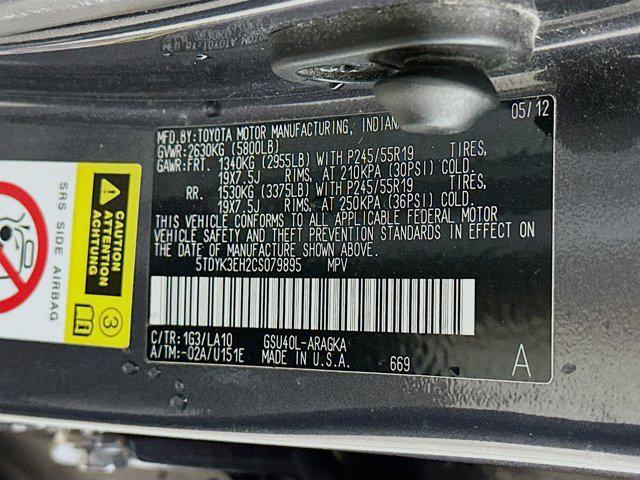 05/12
MFD.BY:TOYOTA MOTOR MANUFACTURING, INDIANA
GVWR:2630KG (5800LB)
GAWR:FRT. 1340KG (2955LB) WITH P245/55R19 TIRES,
19X7.5J RIMS, AT 210KPA (30PSI) COLD.
RR. 1530KG (3375LB) WITH P245/55R19 TIRES,
19X7.5J RIMS, AT 250KPA (36PSI) COLD.
THIS VEHICLE CONFORMS TO ALL APPLICABLE FEDERAL MOTOR
VEHICLE SAFETY AND THEFT PREVENTION STANDARDS IN EFFECT ON
THE DATE OF MANUFACTURE SHOWN ABOVE.
5TDYK3EH2CS079895 MPV
C/TR:1G3/LA10 GSU40L-ARAGKA
A/TM:-02A/U151E MADE IN U.S.A. 669
A
SRS SIDE AIRBAG
CAUTION
ATTENTION
ACHTUNG
3